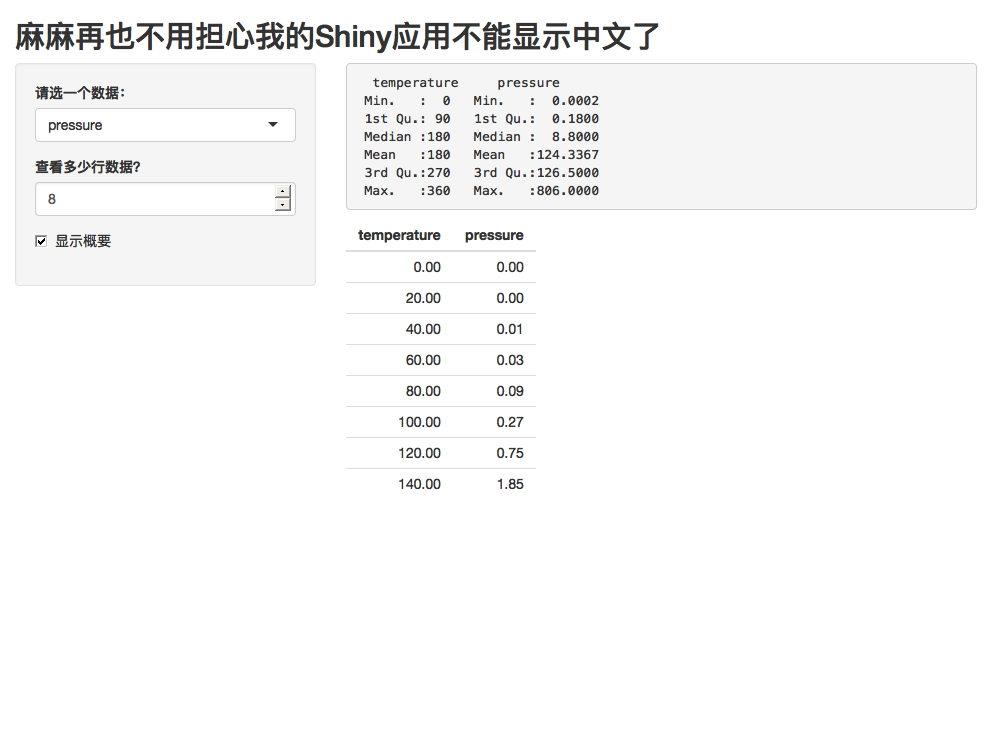 麻麻再也不用担心我的Shiny应用不能显示中文了
请选一个数据：
pressure
查看多少行数据？
8
显示概要
temperature     pressure
Min.   :  0   Min.   :  0.0002
1st Qu.: 90   1st Qu.:  0.1800
Median :180   Median :  8.8000
Mean   :180   Mean   :124.3367
3rd Qu.:270   3rd Qu.:126.5000
Max.   :360   Max.   :806.0000
temperature pressure
0.00 0.00
20.00 0.00
40.00 0.01
60.00 0.03
80.00 0.09
100.00 0.27
120.00 0.75
140.00 1.85